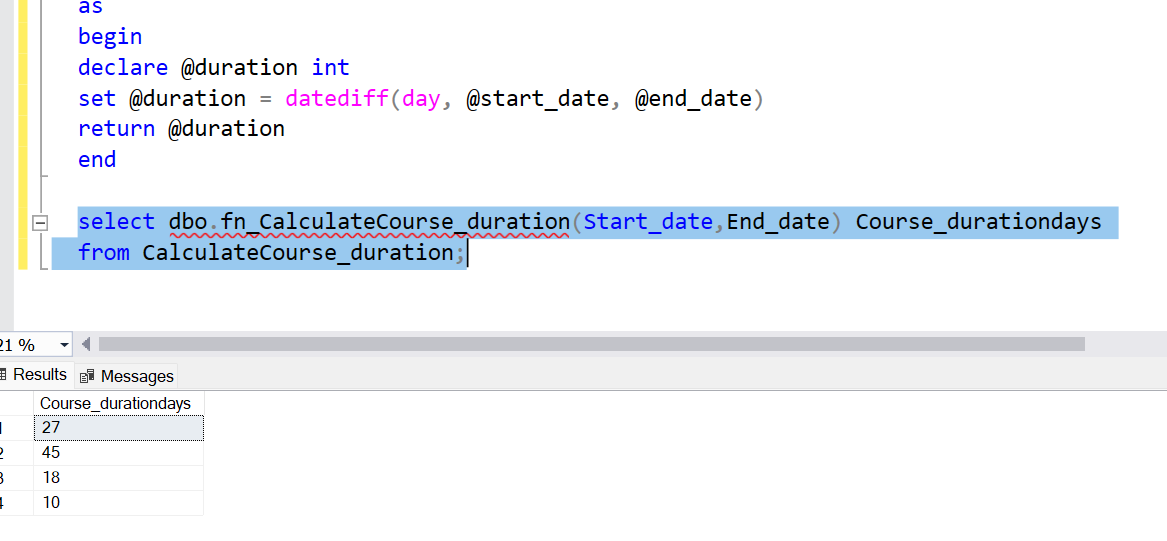 as
begin
declare @duration int
set @duration = datediff(day, @start_date, @end_date)
return @duration
end
select dbo.fn_CalculateCourse_duration(Start_date,End_date) Course_durationdays
from CalculateCourse_duration;
21 %
Results Messages
Course_durationdays
1 27
2 45
3 18
4 10